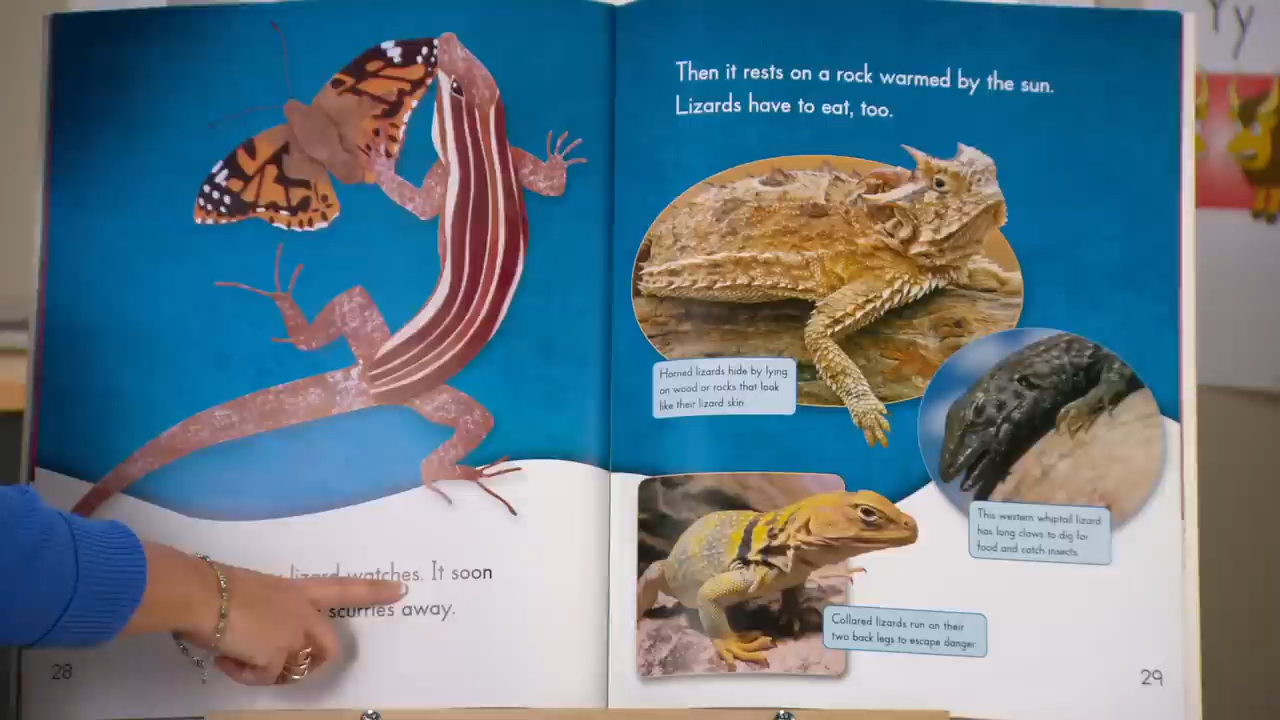 lizard watches. It soon
scurries away.
28
Then it rests on a rock warmed by the sun.
Lizards have to eat, too.
Horned lizards hide by lying
on wood or rocks that look
like their lizard skin.
This western whiptail lizard
has long claws to dig for
food and catch insects.
Collared lizards run on their
two back legs to escape danger.
29
Yy